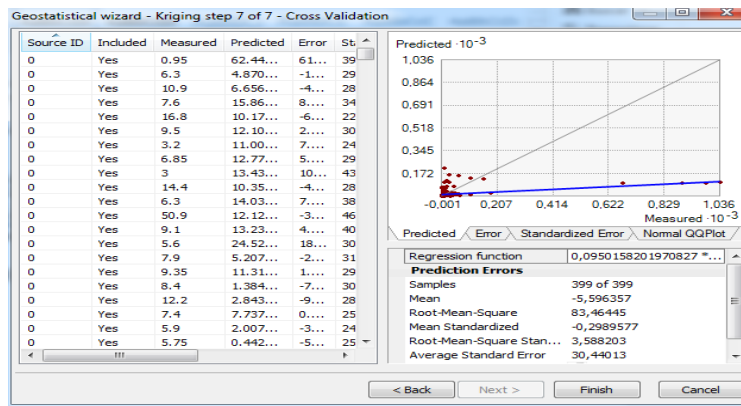 Geostatistical wizard - Kriging step 7 of 7 - Cross Validation
Source ID Included Measured Predicted Error St.
0 Yes 0.95 62.44... 61... 39
0 Yes 6.3 4.870... -1... 29
0 Yes 10.9 6.656... -4... 28
0 Yes 7.6 15.86... 8.... 34
0 Yes 16.8 10.17... -6... 22
0 Yes 9.5 12.10... 2.... 30
0 Yes 3.2 11.00... 7.... 24
0 Yes 6.85 12.77... 5.... 29
0 Yes 3 13.43... 10... 43
0 Yes 14.4 10.35... -4... 28
0 Yes 6.3 14.03... 7.... 38
0 Yes 50.9 12.12... -3... 46
0 Yes 9.1 13.23... 4.... 40
0 Yes 5.6 24.52... 18... 30
0 Yes 7.9 5.207... -2... 31
0 Yes 9.35 11.31... 1.... 29
0 Yes 8.4 1.384... -7... 30
0 Yes 12.2 2.843... -9... 28
0 Yes 7.4 7.737... 0.... 25
0 Yes 5.9 2.007... -3... 24
0 Yes 5.75 0.442... -5... 25
Predicted ·10-3
1,036
0,864
0,691
0,518
0,345
0,172
-0,001 0,207 0,414 0,622 0,829 1,036
Measured ·10-3
Predicted Error Standardized Error Normal QQPlot
Regression function 0,0950158201970827 *...
Prediction Errors
Samples 399 of 399
Mean -5,596357
Root-Mean-Square 83,46445
Mean Standardized -0,2989577
Root-Mean-Square Stan... 3,588203
Average Standard Error 30,44013
< Back Next > Finish Cancel